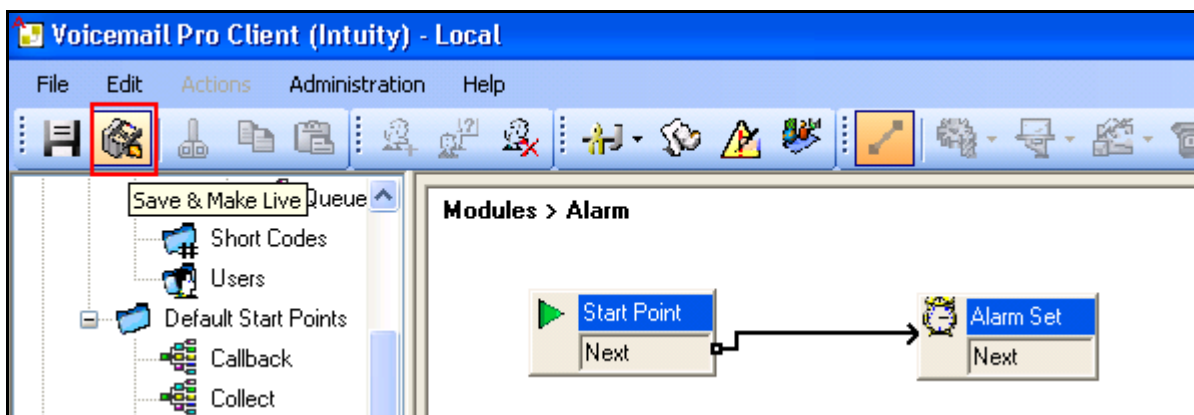 Voicemail Pro Client (Intuity) - Local
File Edit Actions Administration Help
Save & Make Live
Queue
Short Codes
Users
Default Start Points
Callback
Collect
Modules > Alarm
Start Point
Next
Alarm Set
Next